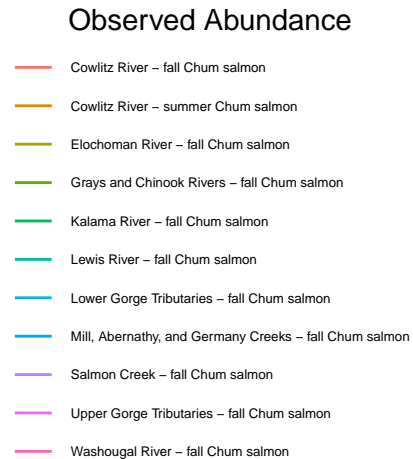 Observed Abundance
Cowlitz River – fall Chum salmon
Cowlitz River – summer Chum salmon
Elochoman River – fall Chum salmon
Grays and Chinook Rivers – fall Chum salmon
Kalama River – fall Chum salmon
Lewis River – fall Chum salmon
Lower Gorge Tributaries – fall Chum salmon
Mill, Abernathy, and Germany Creeks – fall Chum salmon
Salmon Creek – fall Chum salmon
Upper Gorge Tributaries – fall Chum salmon
Washougal River – fall Chum salmon